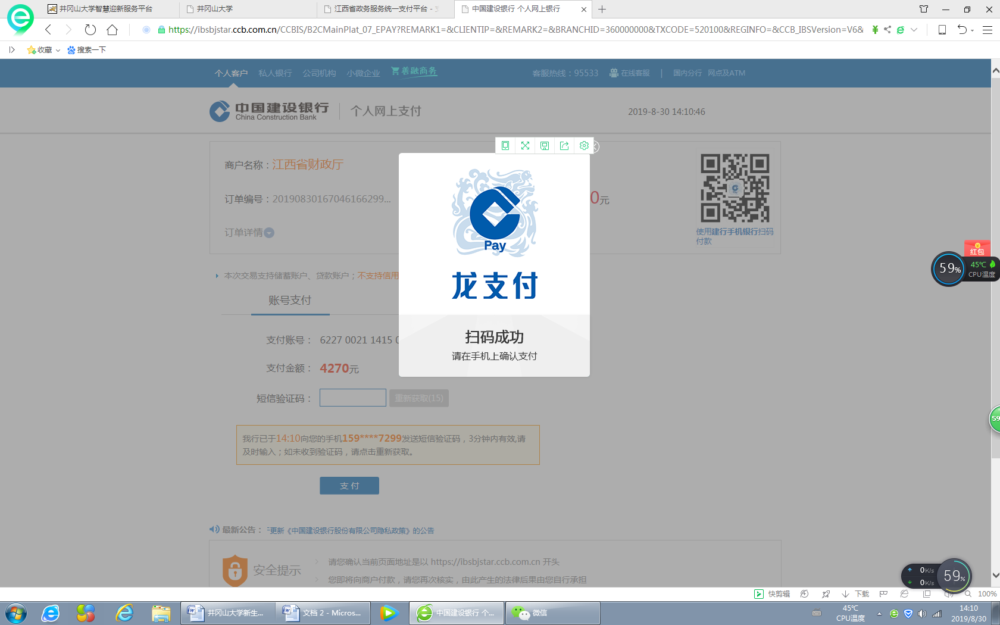 井冈山大学智慧迎新服务平台
井冈山大学
江西省政务服务统一支付平台 - 支
中国建设银行 个人网上银行
https://ibsbjstar.ccb.com.cn/CCBIS/B2CMainPlat_07_EPAY?REMARK1=&CLIENTIP=&REMARK2=&BRANCHID=360000000&TXCODE=520100&REGINFO=&CCB_IBSVersion=V6&
收藏
搜索一下
个人客户 私人银行 公司机构 小微企业 善融商务
客服热线：95533 在线客服 | 国内分行 网点及ATM
中国建设银行
China Construction Bank
个人网上支付
2019-8-30 14:10:46
商户名称：江西省财政厅
订单编号：20190830167046166299...
0元
订单详情
使用建行手机银行扫码
付款
Pay
龙支付
扫码成功
请在手机上确认支付
红包
59%
45℃
CPU温度
本次交易支持储蓄账户、贷款账户；不支持信用
账号支付
支付账号： 6227 0021 1415 0
支付金额： 4270元
短信验证码：
重新获取(15)
59
我行已于14:10向您的手机159****7299发送短信验证码，3分钟内有效,请
及时输入；如未收到验证码，请点击重新获取。
支 付
最新公告： 更新《中国建设银行股份有限公司隐私政策》的公告
安全提示
请您确认当前页面地址是以 https://ibsbjstar.ccb.com.cn 开头
您即将向商户付款，请您再次核实，由此产生的法律后果由您自行承担
0K/s
0K/s
59%
快剪辑
下载
100%
井冈山大学新生...
文档 2 - Micros...
中国建设银行 个...
微信
45℃
CPU温度
14:10
2019/8/30